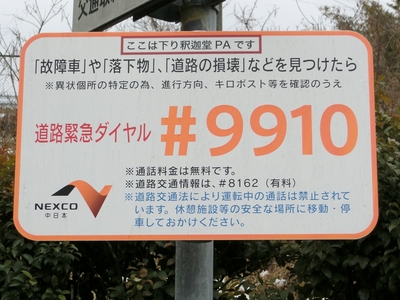 ここは下り釈迦堂PAです
「故障車」や「落下物」、「道路の損壊」などを見つけたら
※異状個所の特定の為、進行方向、キロポスト等を確認のうえ
道路緊急ダイヤル #9910
※通話料金は無料です。
※道路交通情報は、#8162（有料）
※道路交通法により運転中の通話は禁止されて
います。休憩施設等の安全な場所に移動・停
車しておかけください。
NEXCO
中日本